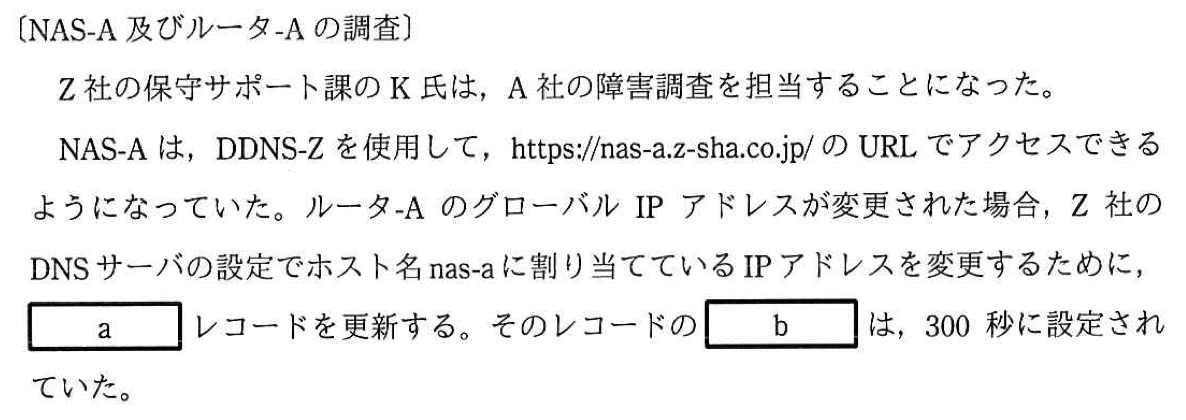 〔NAS-A 及びルータ-A の調査〕
Z 社の保守サポート課の K 氏は，A 社の障害調査を担当することになった。
NAS-A は，DDNS-Z を使用して，https://nas-a.z-sha.co.jp/ の URL でアクセスできる
ようになっていた。ルータ-A のグローバル IP アドレスが変更された場合，Z 社の
DNS サーバの設定でホスト名 nas-a に割り当てている IP アドレスを変更するために，
a レコードを更新する。そのレコードの b は，300 秒に設定され
ていた。